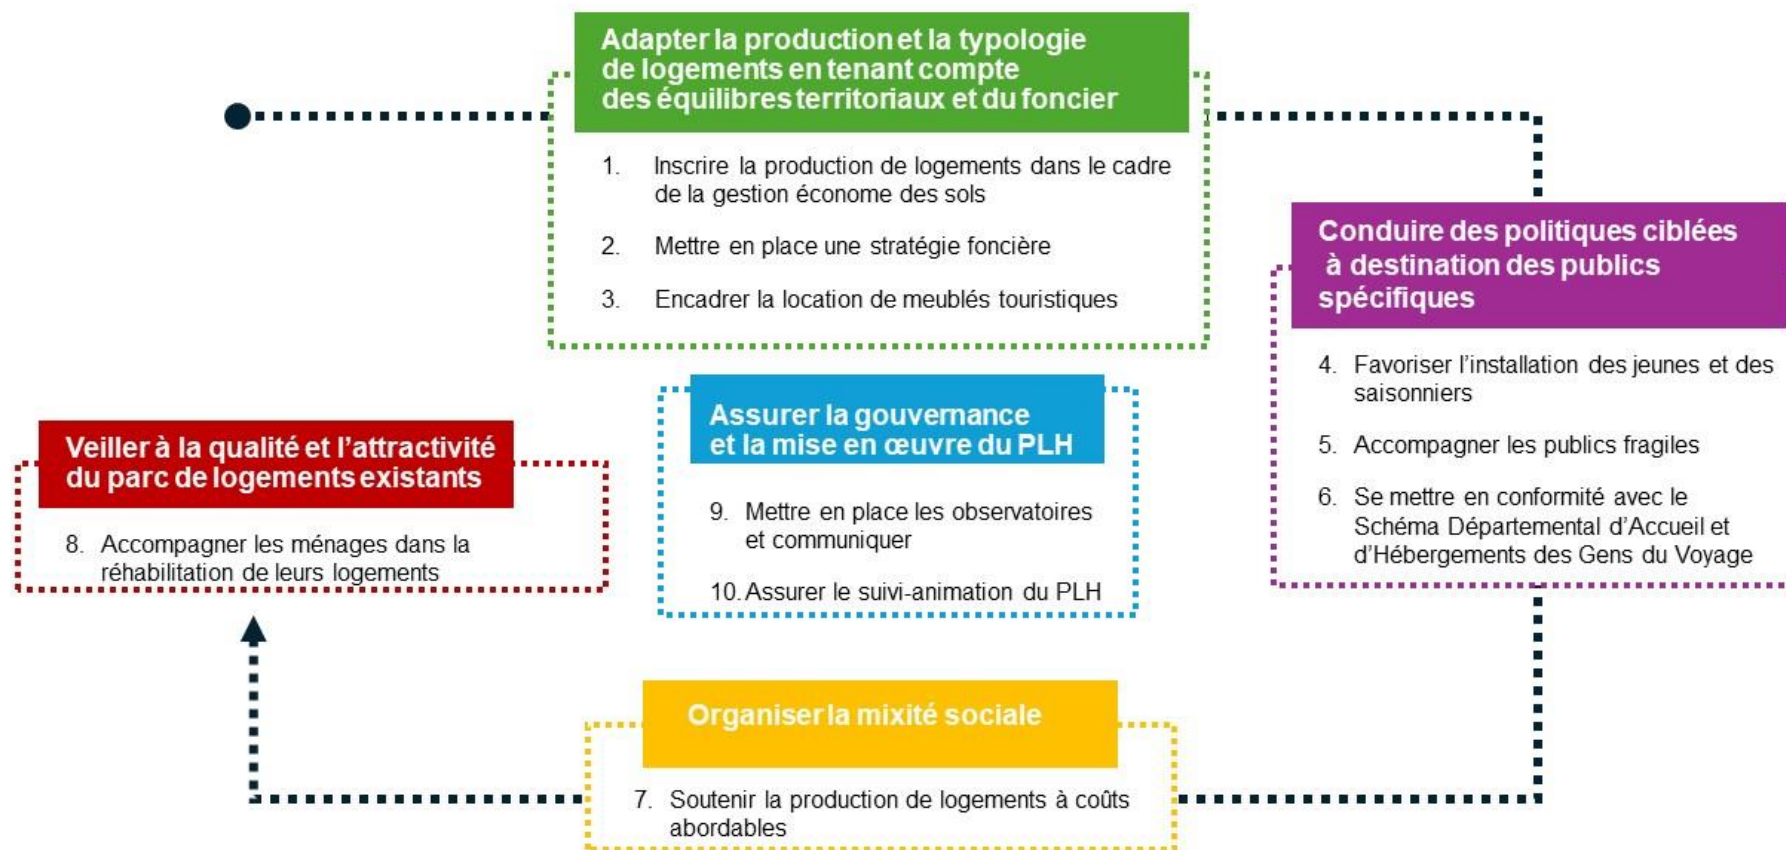 Adapter la production et la typologie
de logements en tenant compte
des équilibres territoriaux et du foncier
1. Inscrire la production de logements dans le cadre
de la gestion économe des sols
2. Mettre en place une stratégie foncière
3. Encadrer la location de meublés touristiques
Conduire des politiques ciblées
à destination des publics
spécifiques
4. Favoriser l’installation des jeunes et des
saisonniers
5. Accompagner les publics fragiles
6. Se mettre en conformité avec le
Schéma Départemental d’Accueil et
d’Hébergements des Gens du Voyage
Organiser la mixité sociale
7. Soutenir la production de logements à coûts
abordables
Veiller à la qualité et l’attractivité
du parc de logements existants
8. Accompagner les ménages dans la
réhabilitation de leurs logements
Assurer la gouvernance
et la mise en œuvre du PLH
9. Mettre en place les observatoires
et communiquer
10. Assurer le suivi-animation du PLH